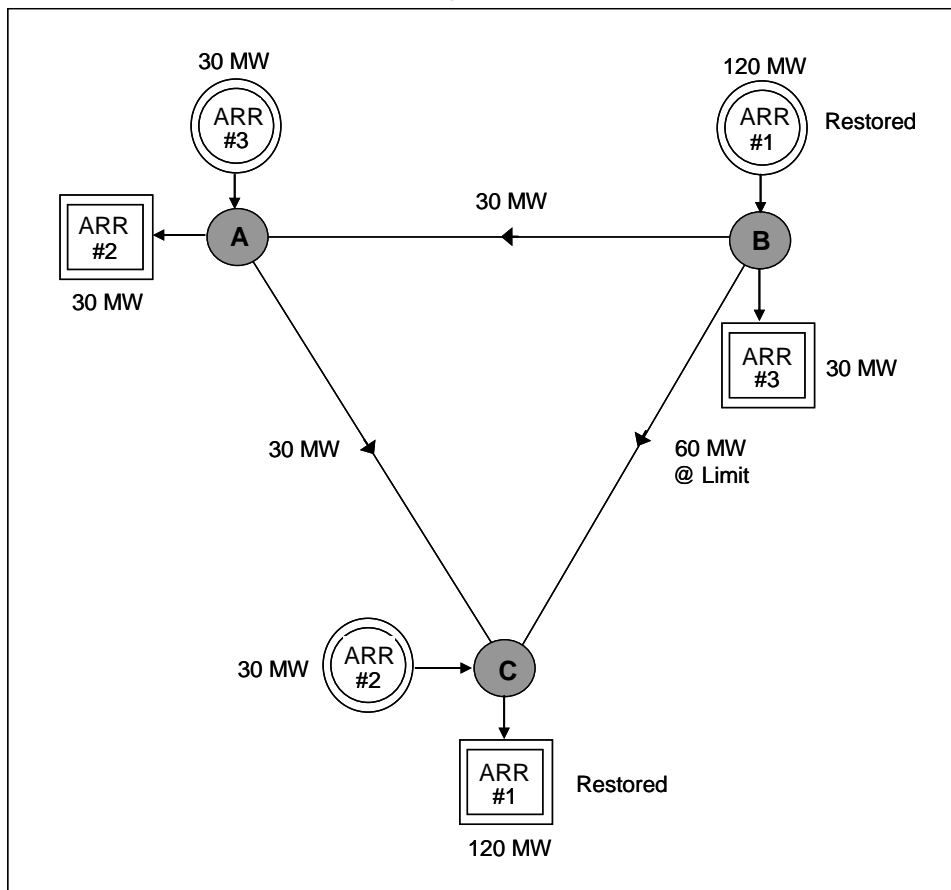 30 MW
ARR
#3
120 MW
ARR
#1
Restored
ARR
#2
30 MW
A
30 MW
B
ARR
#3
30 MW
30 MW
60 MW
@ Limit
30 MW
ARR
#2
C
ARR
#1
Restored
120 MW